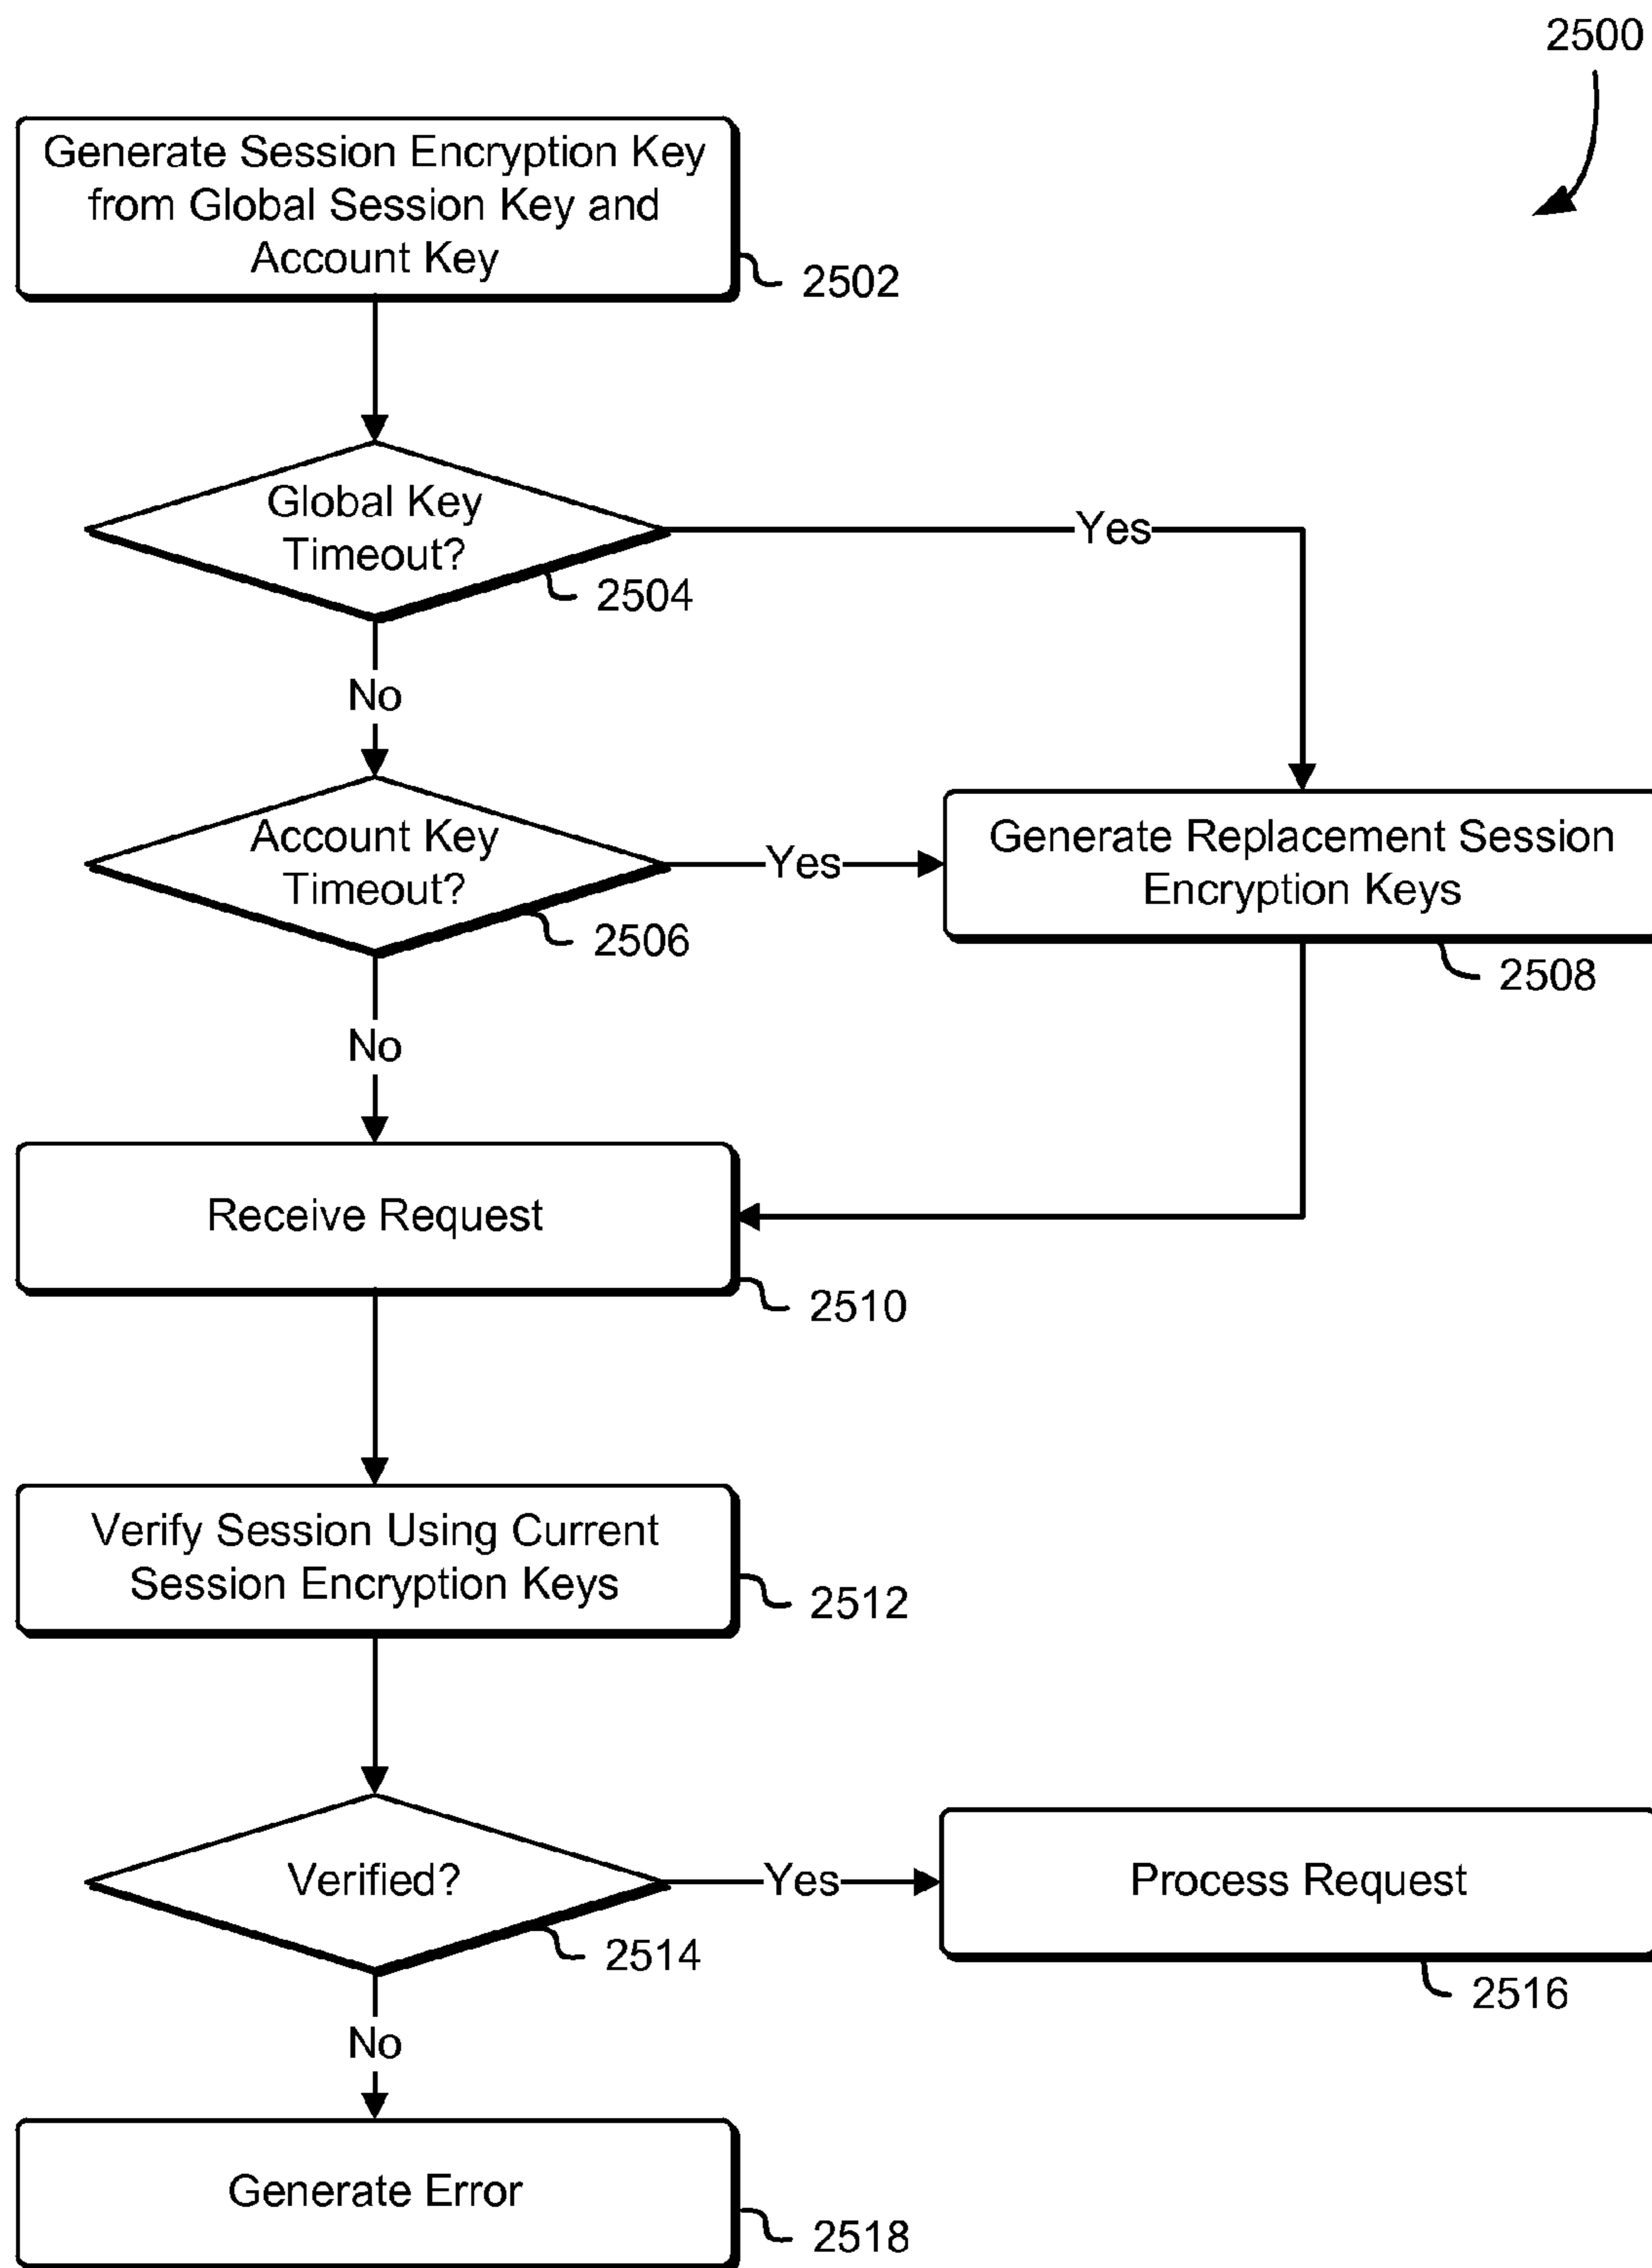 2500
Generate Session Encryption Key
from Global Session Key and
Account Key
2502
Global Key
Timeout?
2504
Yes
No
Account Key
Timeout?
2506
Yes
Generate Replacement Session
Encryption Keys
2508
No
Receive Request
2510
Verify Session Using Current
Session Encryption Keys
2512
Verified?
2514
Yes
Process Request
2516
No
Generate Error
2518